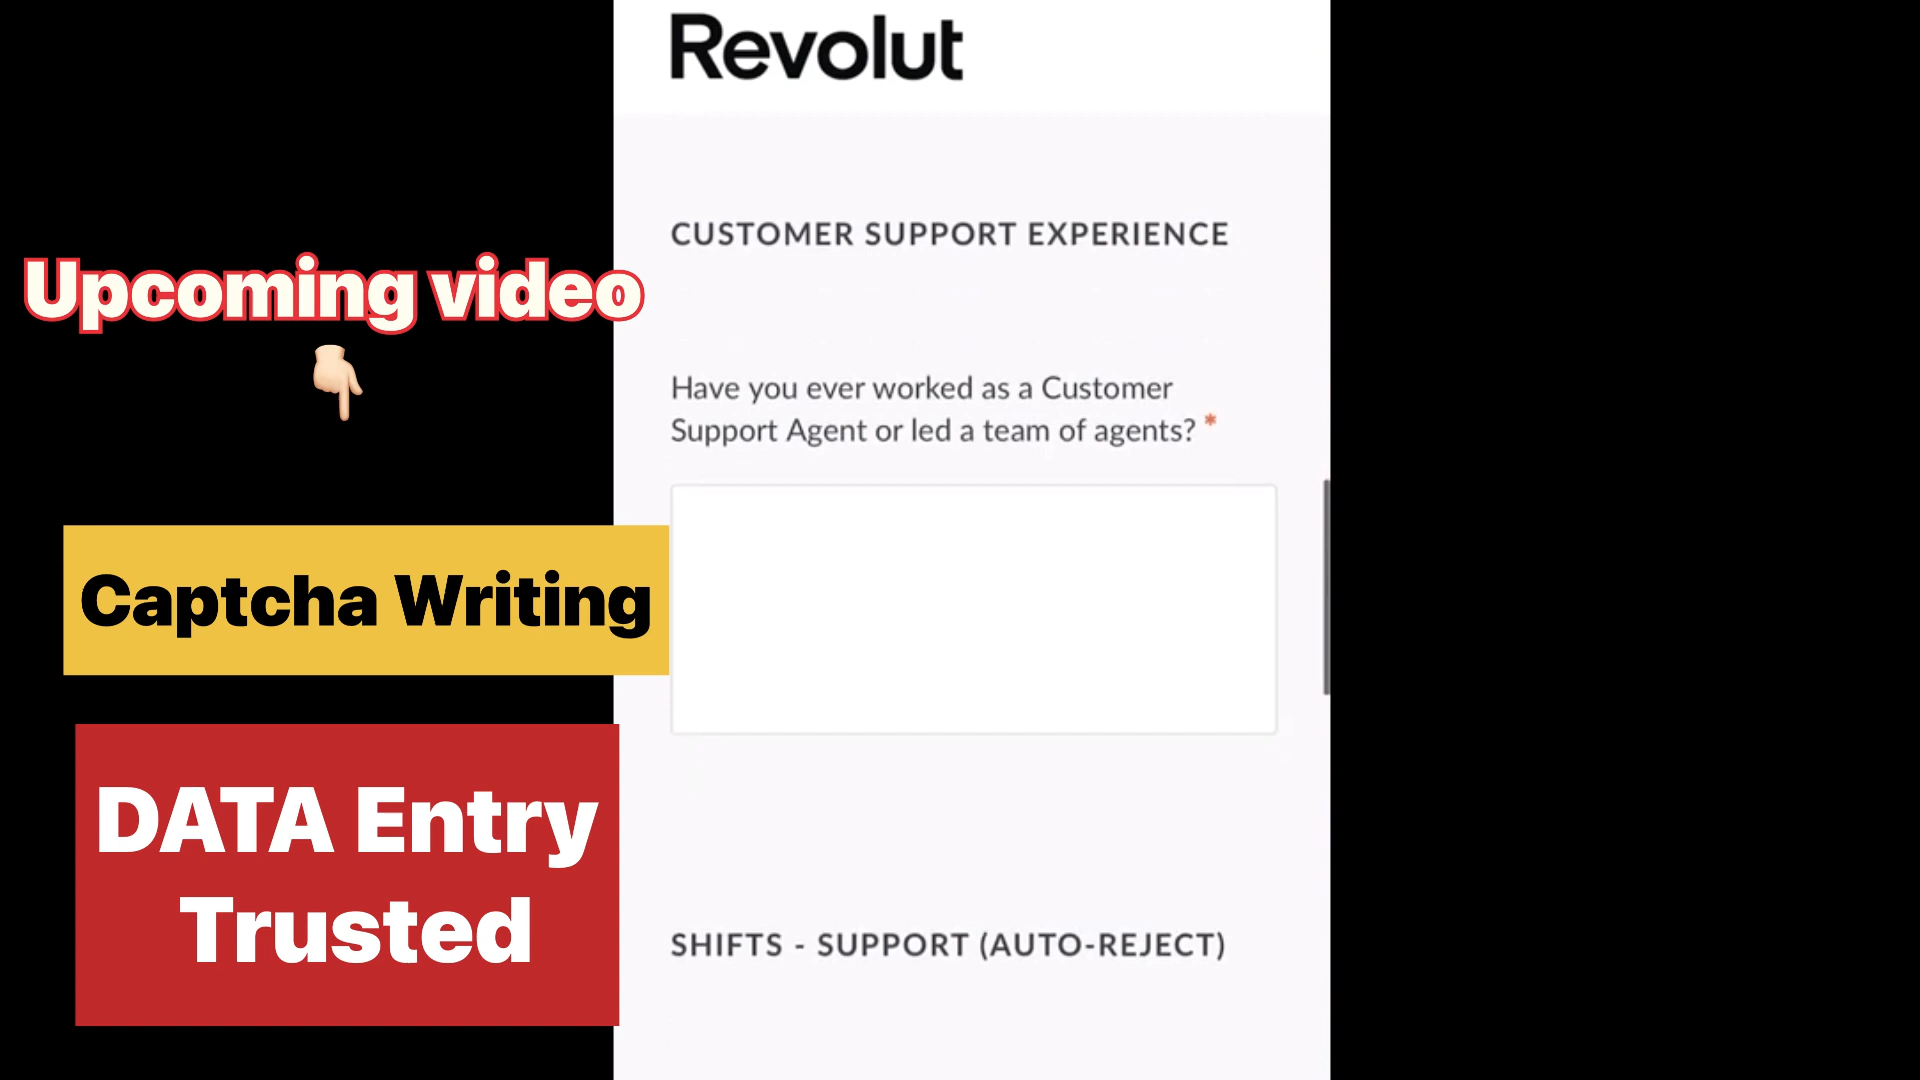 Revolut
CUSTOMER SUPPORT EXPERIENCE
Upcoming video
👇🏻
Have you ever worked as a Customer
Support Agent or led a team of agents? *
Captcha Writing
DATA Entry
Trusted
SHIFTS - SUPPORT (AUTO-REJECT)